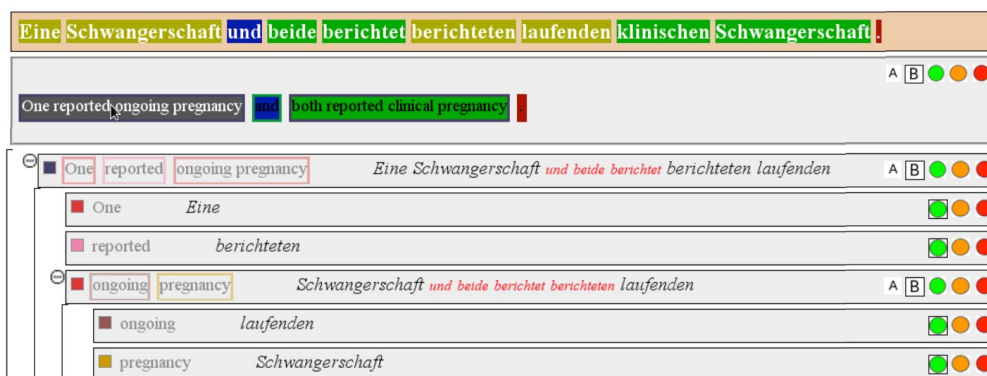 Eine Schwangerschaft und beide berichtet berichteten laufenden klinischen Schwangerschaft .
A B
One reported ongoing pregnancy and both reported clinical pregnancy .
One reported ongoing pregnancy Eine Schwangerschaft und beide berichtet berichteten laufenden A B
One Eine
reported berichteten
ongoing pregnancy Schwangerschaft und beide berichtet berichteten laufenden A B
ongoing laufenden
pregnancy Schwangerschaft